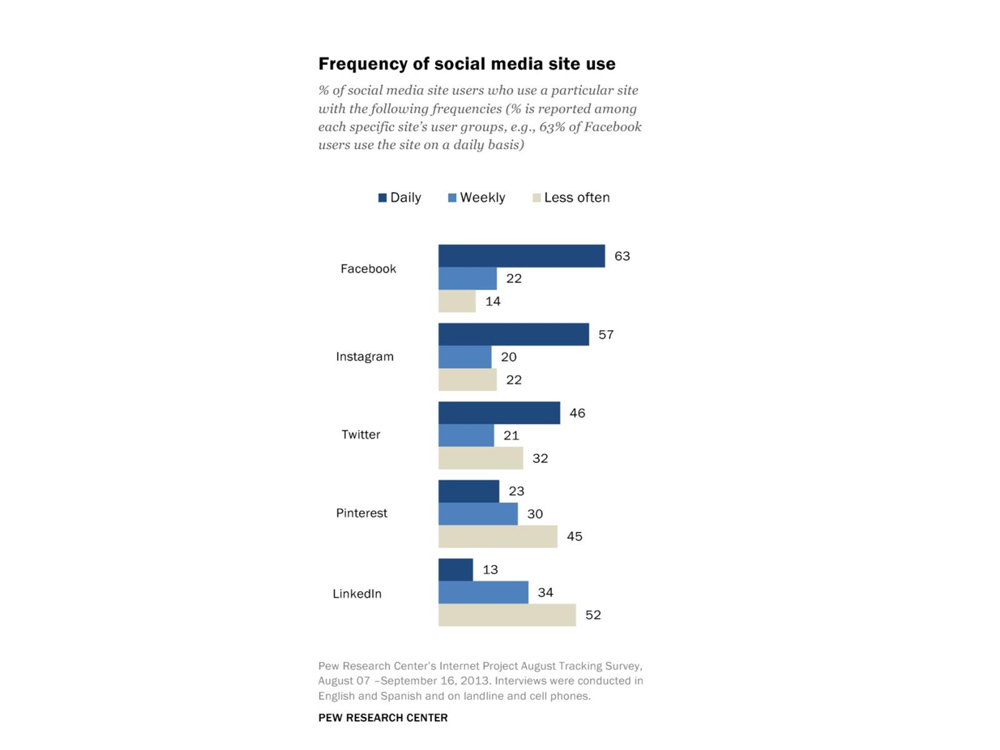 Frequency of social media site use
% of social media site users who use a particular site
with the following frequencies (% is reported among
each specific site’s user groups, e.g., 63% of Facebook
users use the site on a daily basis)
Daily Weekly Less often
Facebook
63
22
14
Instagram
57
20
22
Twitter
46
21
32
Pinterest
23
30
45
LinkedIn
13
34
52
Pew Research Center’s Internet Project August Tracking Survey,
August 07 –September 16, 2013. Interviews were conducted in
English and Spanish and on landline and cell phones.
PEW RESEARCH CENTER